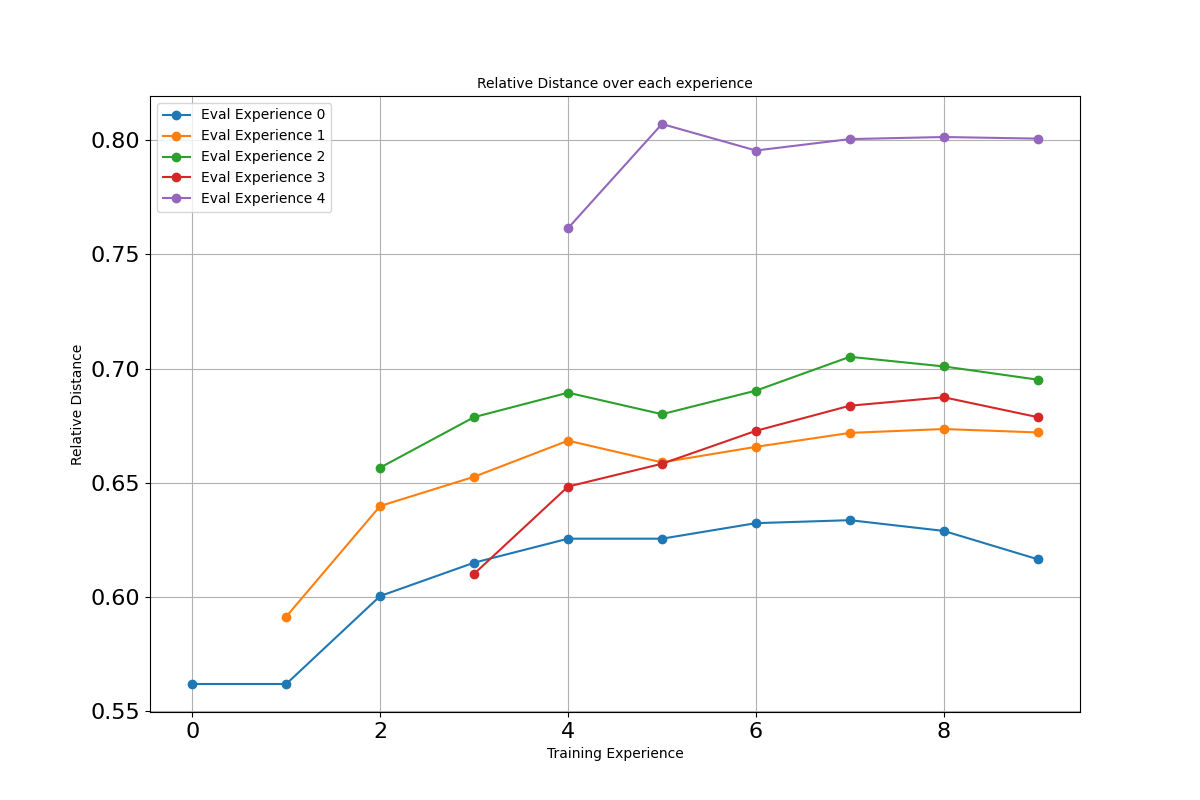 Relative Distance over each experience
Eval Experience 0
Eval Experience 1
Eval Experience 2
Eval Experience 3
Eval Experience 4
0.80
0.75
0.70
0.65
0.60
0.55
Relative Distance
0 2 4 6 8
Training Experience